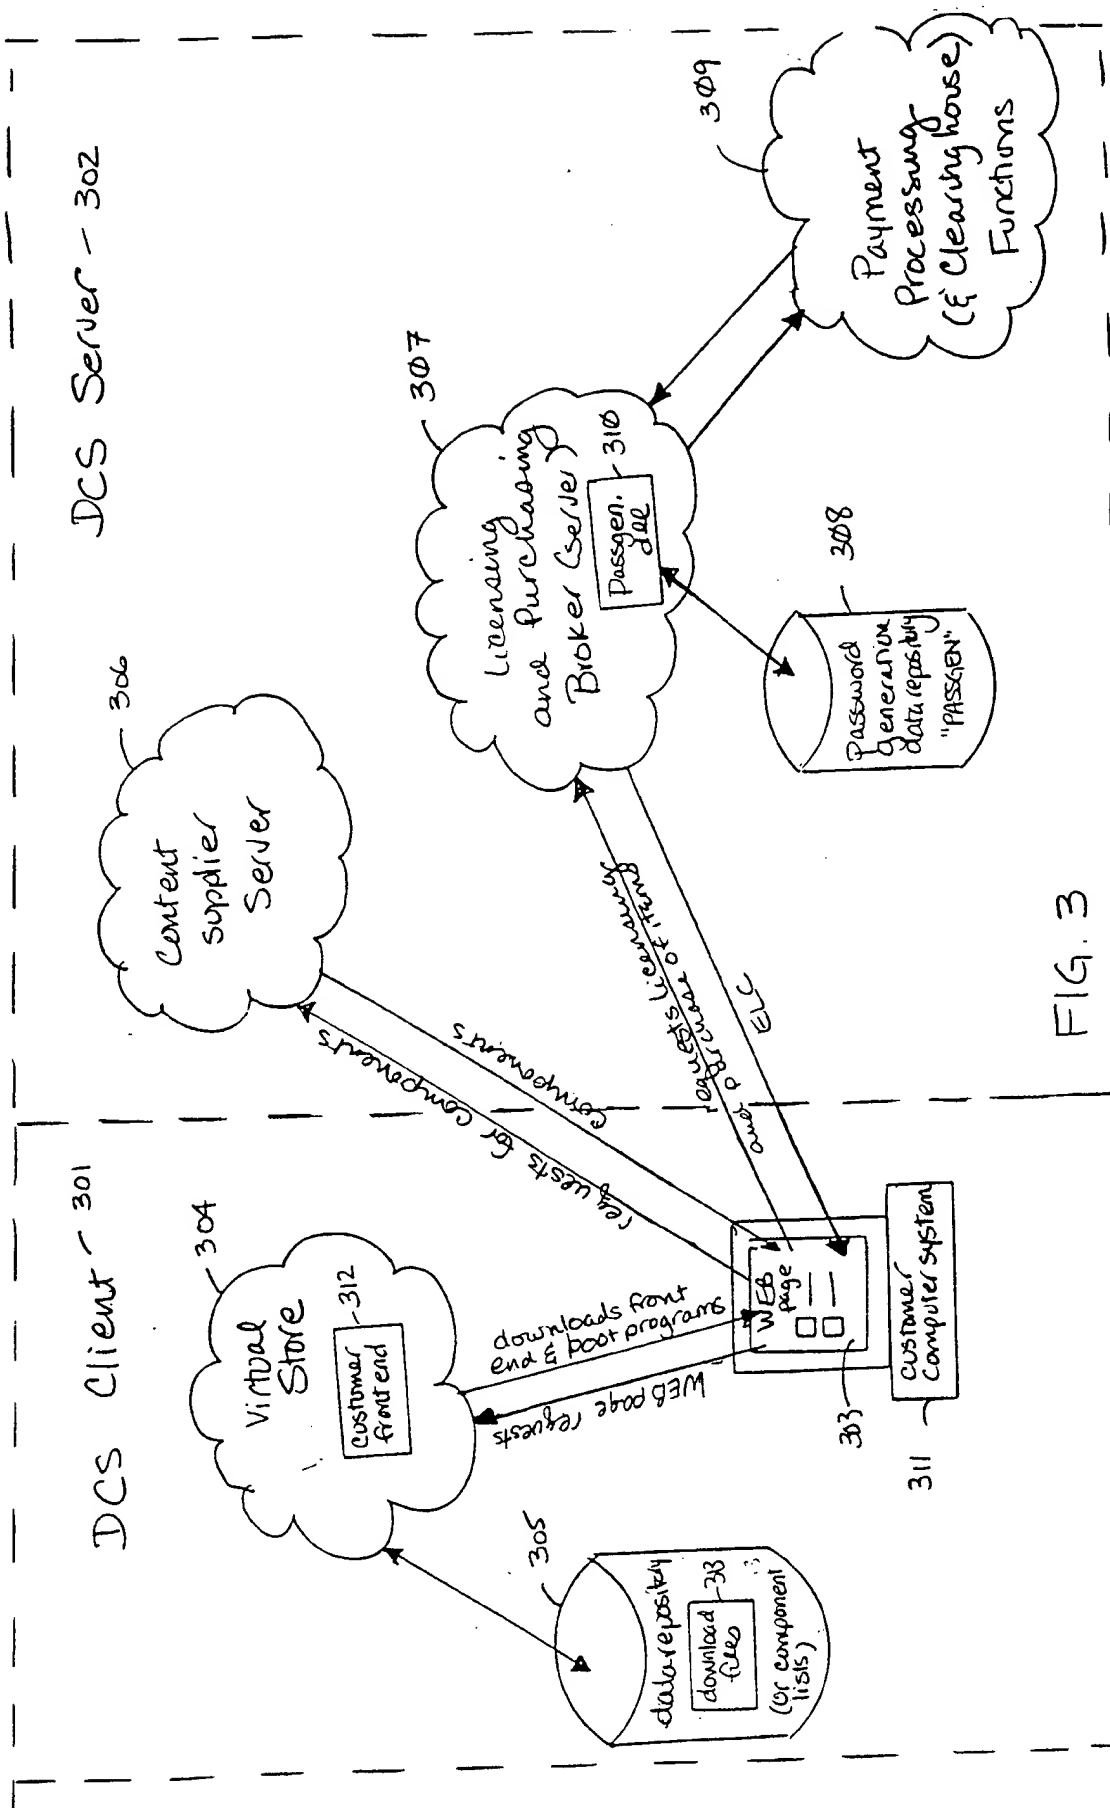 DCS Client - 301
DCS Server - 302
304
Virtual
Store
312
customer
frontend
305
data repository
313
download
files
(or component
lists)
downloads front
end & boot programs
WEB page requests
WEB
page
303
customer
computer system
311
requests for components
components
306
Content
supplier
Server
requests licensing
and purchase of items
ELC
307
Licensing
and Purchasing
Broker (server)
310
Passgen.
dll
308
Password
generation
data repository
"PASSGEN"
309
Payment
Processing
(& Clearinghouse)
Functions
FIG. 3